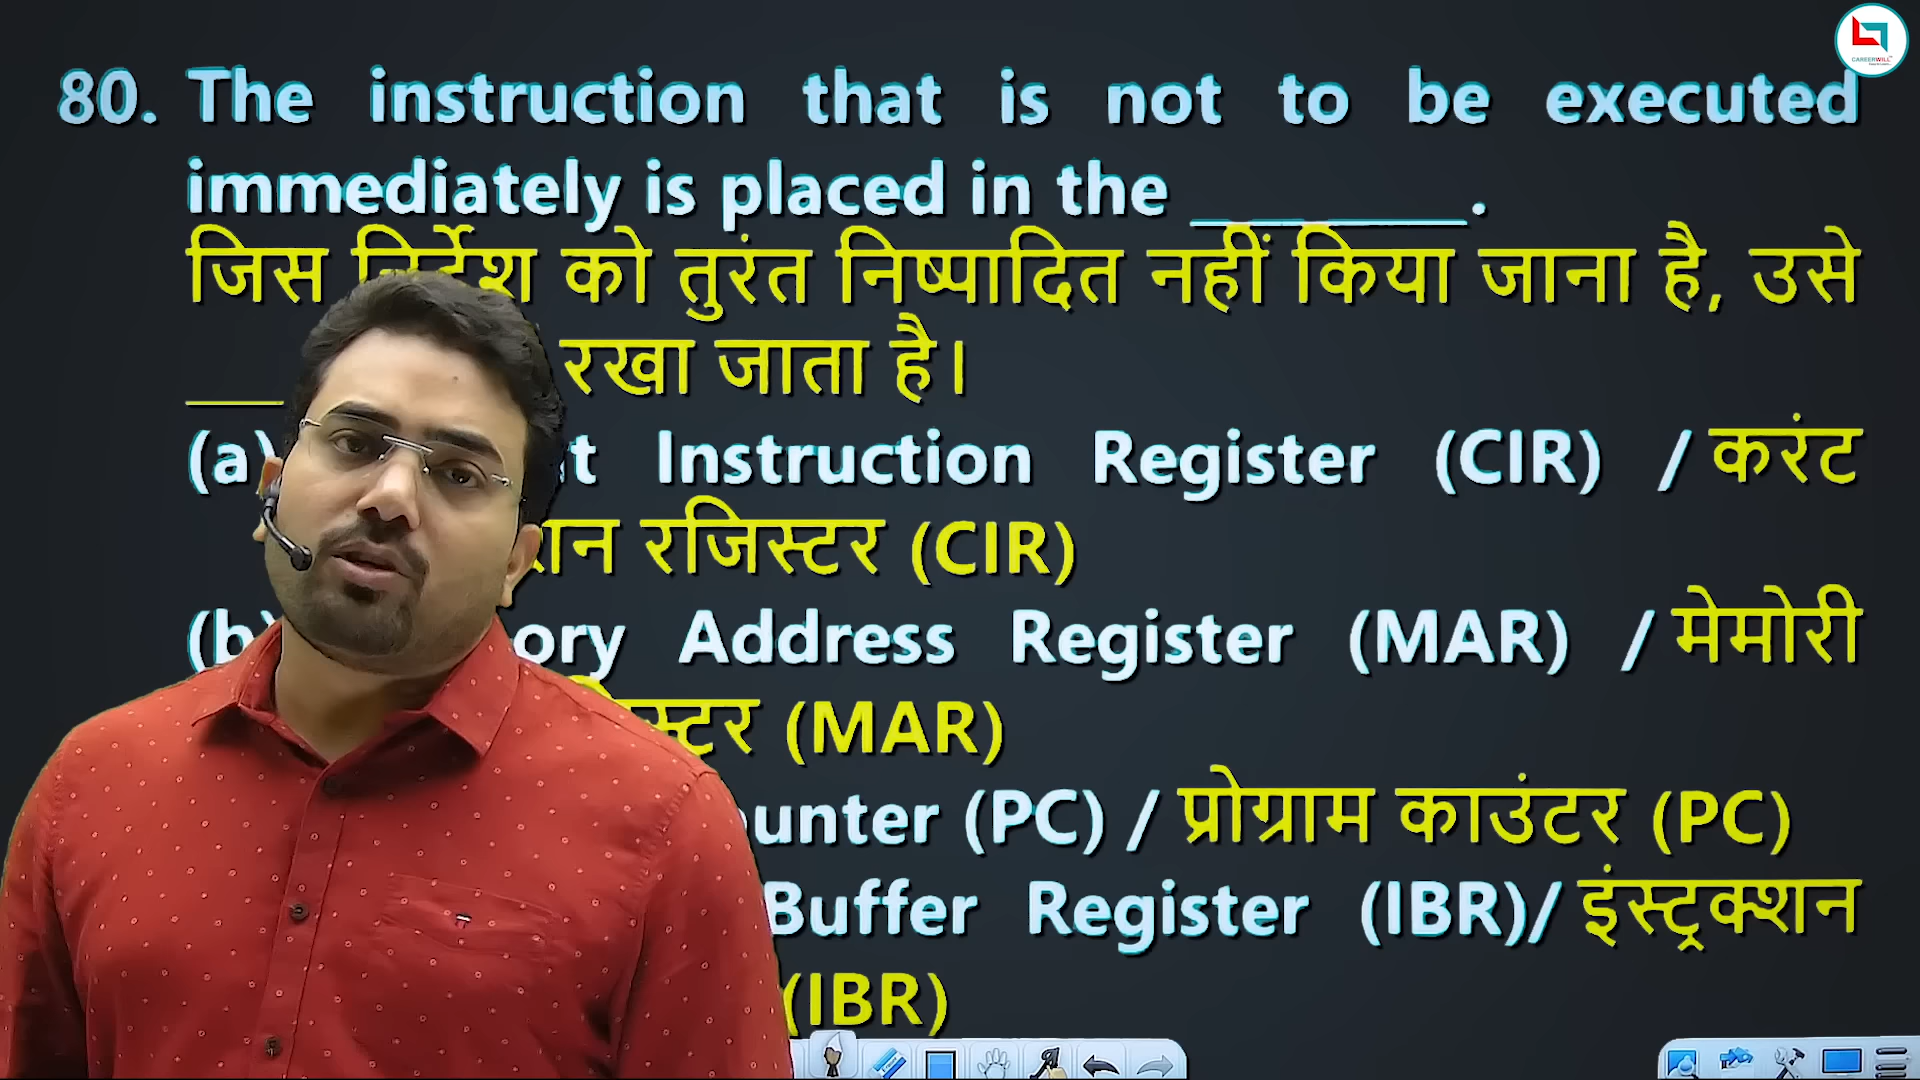 CAREERWILL
80. The instruction that is not to be executed
immediately is placed in the ________.
जिस निर्देश को तुरंत निष्पादित नहीं किया जाना है, उसे
___ रखा जाता है।
(a) Instruction Register (CIR) / करंट
रजिस्टर (CIR)
(b) Address Register (MAR) / मेमोरी
(MAR)
(PC) / प्रोग्राम काउंटर (PC)
Buffer Register (IBR)/ इंस्ट्रक्शन
(IBR)